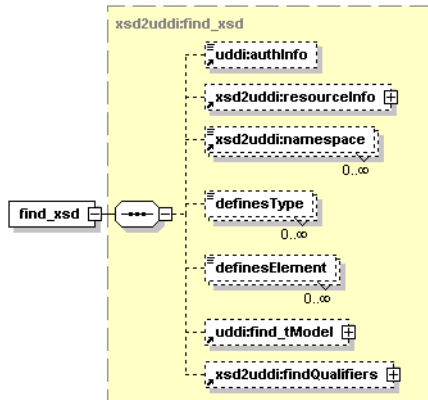 xsd2uddi:find_xsd
uddi:authInfo
xsd2uddi:resourceInfo
xsd2uddi:namespace
0..∞
find_xsd
definesType
0..∞
definesElement
0..∞
uddi:find_tModel
xsd2uddi:findQualifiers